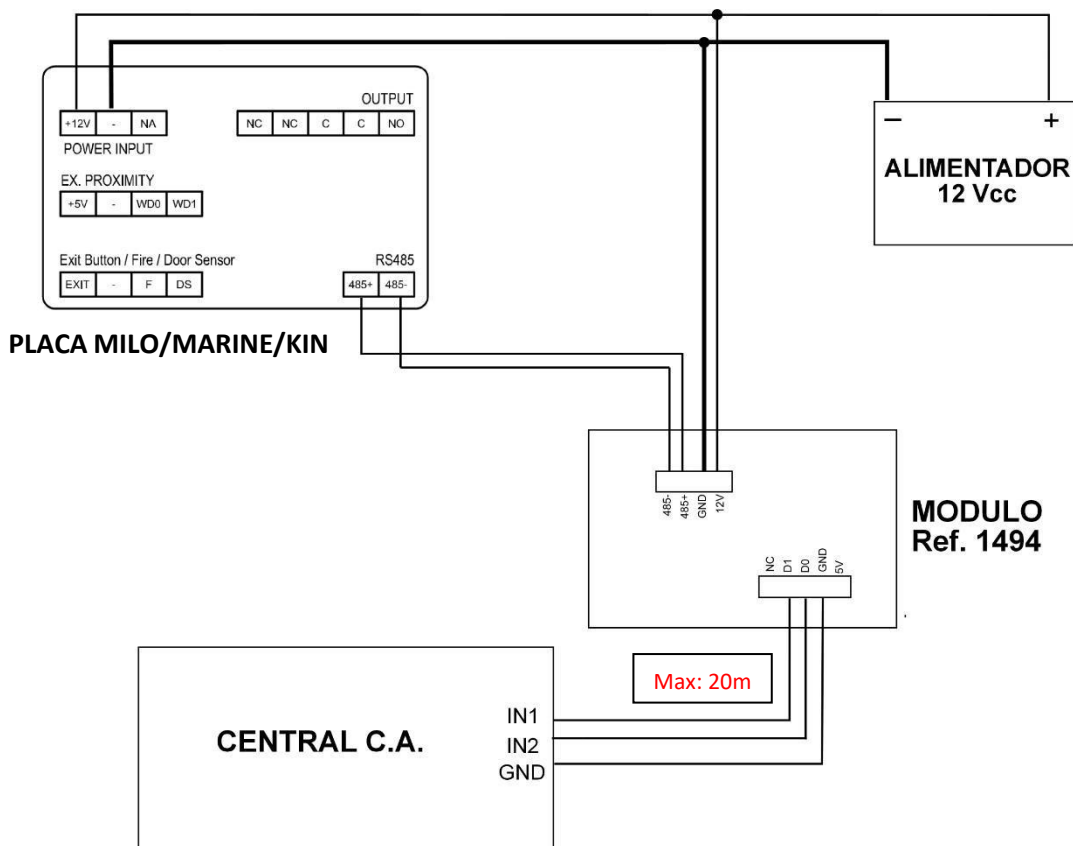 OUTPUT
+12V - NA
NC NC C C NO
POWER INPUT
EX. PROXIMITY
+5V - WD0 WD1
Exit Button / Fire / Door Sensor
RS485
EXIT - F DS
485+ 485-
PLACA MILO/MARINE/KIN
− +
ALIMENTADOR
12 Vcc
485-
485+
GND
12V
MODULO
Ref. 1494
NC
D1
D0
GND
5V
Max: 20m
CENTRAL C.A.
IN1
IN2
GND